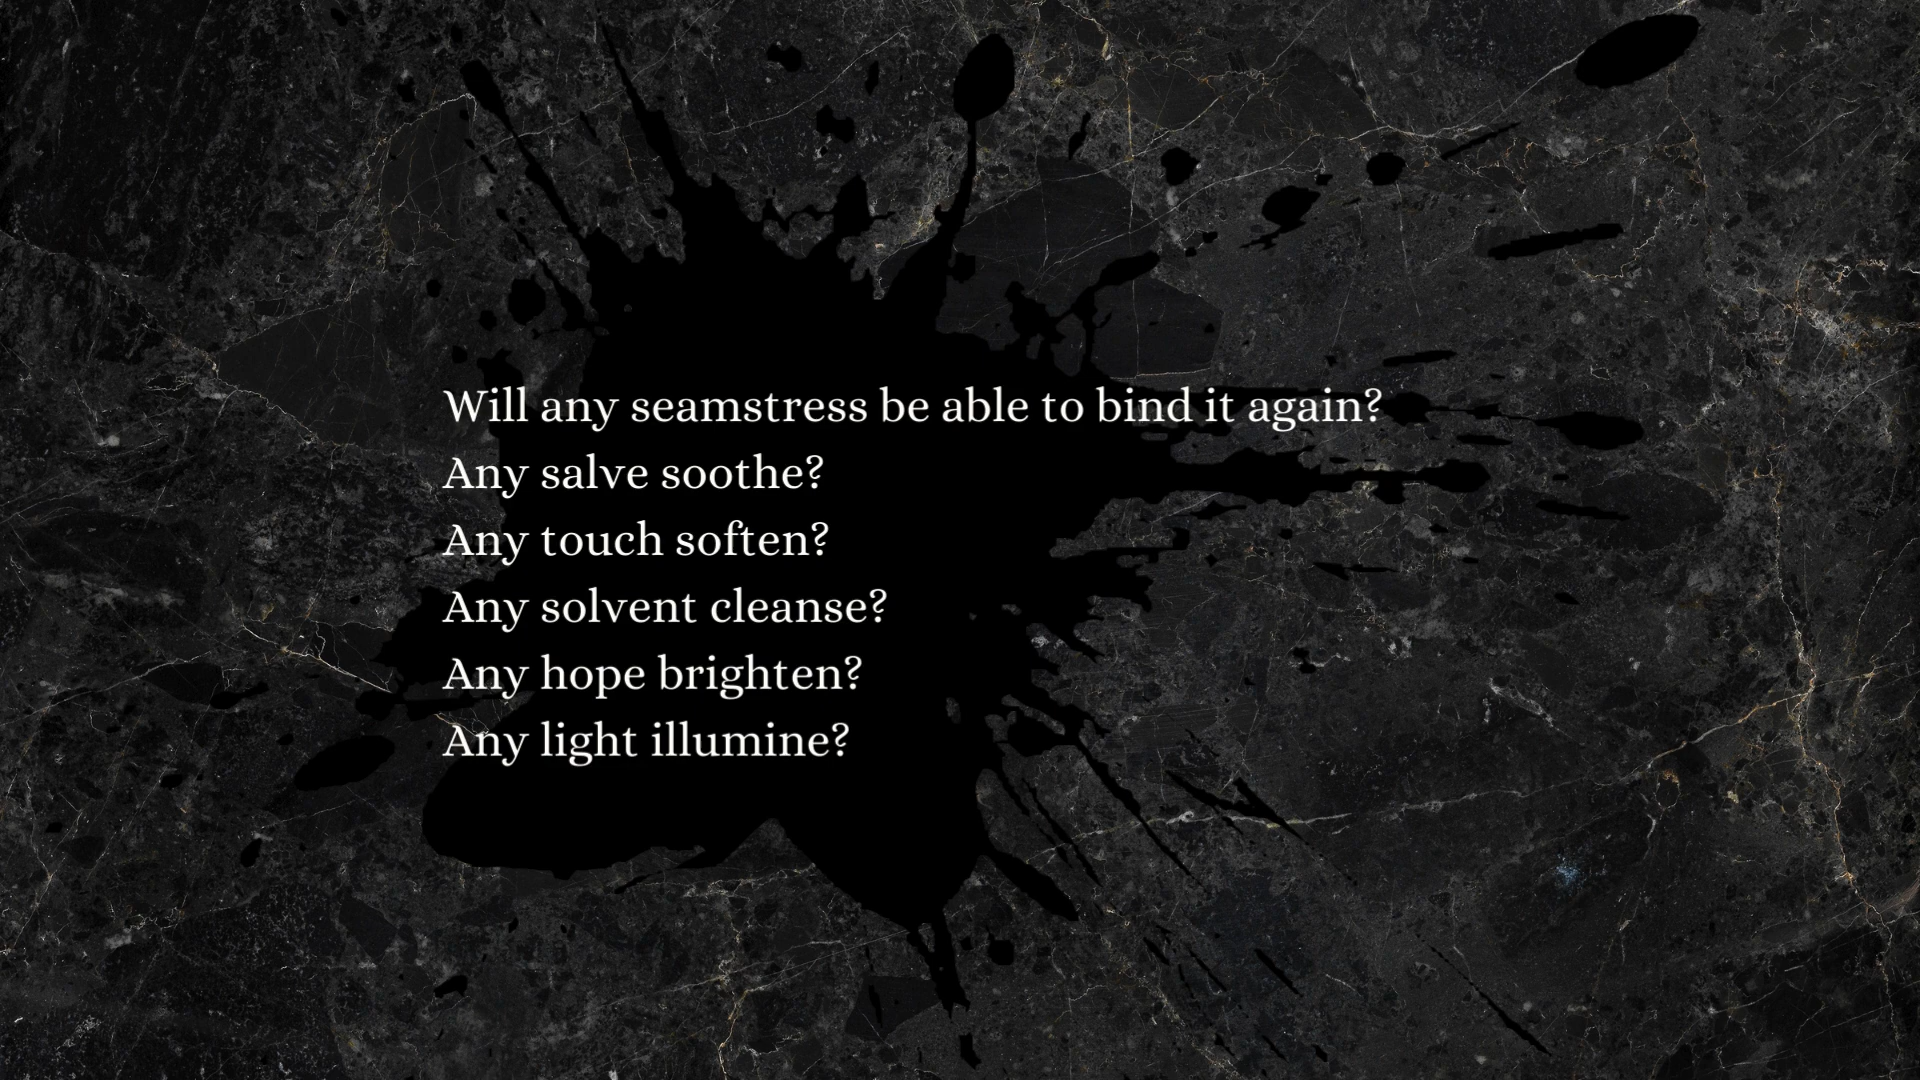 Will any seamstress be able to bind it again?
Any salve soothe?
Any touch soften?
Any solvent cleanse?
Any hope brighten?
Any light illumine?